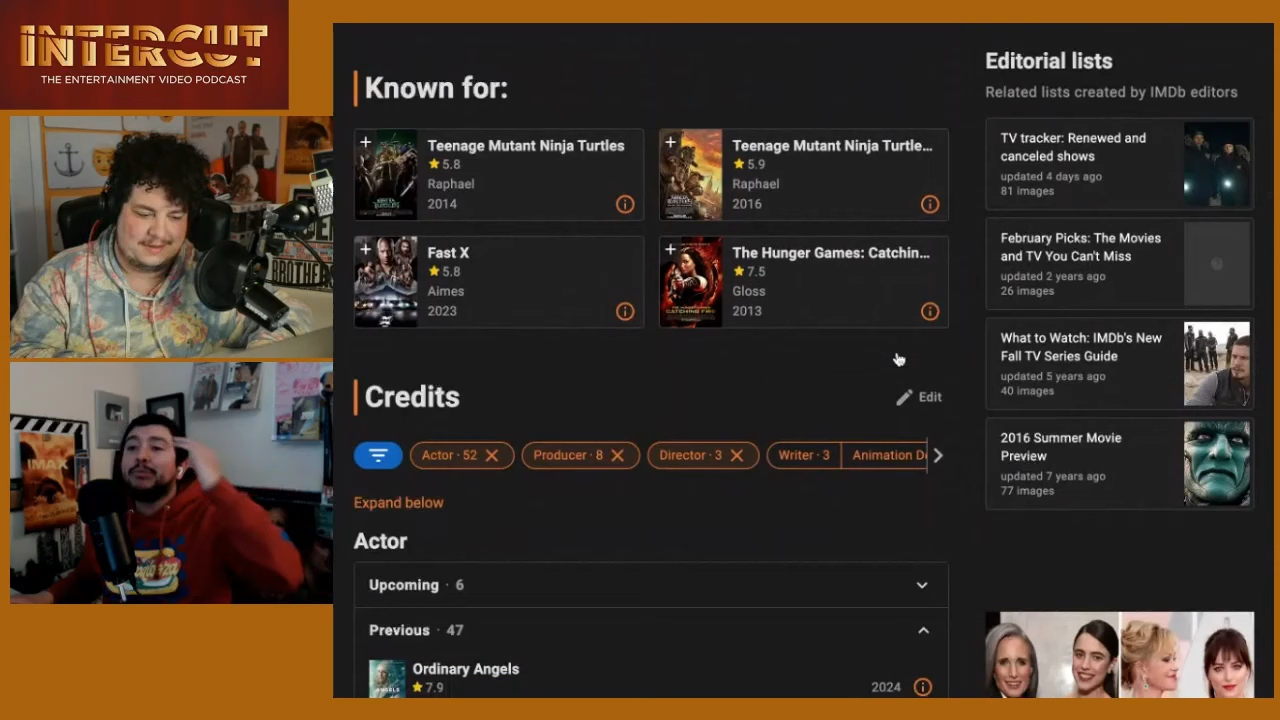 INTERCUT
THE ENTERTAINMENT VIDEO PODCAST
Known for:
Teenage Mutant Ninja Turtles
5.8
Raphael
2014
Teenage Mutant Ninja Turtle...
5.9
Raphael
2016
Fast X
5.8
Aimes
2023
The Hunger Games: Catchin...
7.5
Gloss
2013
CATCHING FIRE
Credits
Edit
Actor · 52
Producer · 8
Director · 3
Writer · 3
Animation De
Expand below
Actor
Upcoming · 6
Previous · 47
Ordinary Angels
7.9
2024
Editorial lists
Related lists created by IMDb editors
TV tracker: Renewed and
canceled shows
updated 4 days ago
81 images
February Picks: The Movies
and TV You Can't Miss
updated 2 years ago
26 images
What to Watch: IMDb's New
Fall TV Series Guide
updated 5 years ago
40 images
2016 Summer Movie
Preview
updated 7 years ago
77 images
BROTHER
IMAX